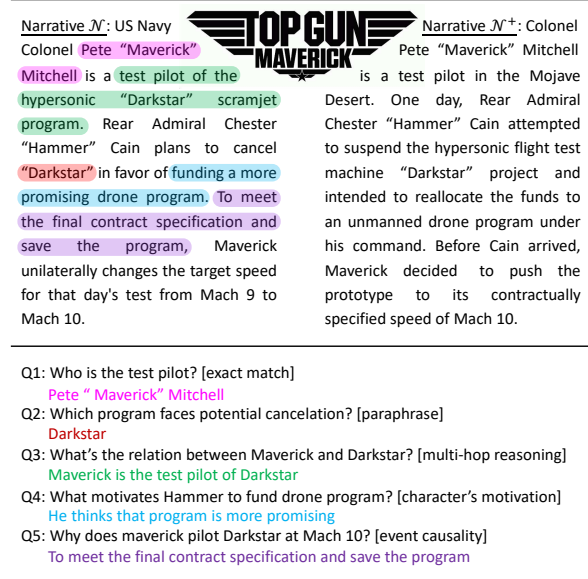 TOP GUN
MAVERICK
Narrative 𝒩: US Navy
Colonel Pete “Maverick”
Mitchell is a test pilot of the
hypersonic “Darkstar” scramjet
program. Rear Admiral Chester
“Hammer” Cain plans to cancel
“Darkstar” in favor of funding a more
promising drone program. To meet
the final contract specification and
save the program, Maverick
unilaterally changes the target speed
for that day's test from Mach 9 to
Mach 10.
Narrative 𝒩⁺: Colonel
Pete “Maverick” Mitchell
is a test pilot in the Mojave
Desert. One day, Rear Admiral
Chester “Hammer” Cain attempted
to suspend the hypersonic flight test
machine “Darkstar” project and
intended to reallocate the funds to
an unmanned drone program under
his command. Before Cain arrived,
Maverick decided to push the
prototype to its contractually
specified speed of Mach 10.
Q1: Who is the test pilot? [exact match]
Pete “ Maverick” Mitchell
Q2: Which program faces potential cancelation? [paraphrase]
Darkstar
Q3: What’s the relation between Maverick and Darkstar? [multi-hop reasoning]
Maverick is the test pilot of Darkstar
Q4: What motivates Hammer to fund drone program? [character’s motivation]
He thinks that program is more promising
Q5: Why does maverick pilot Darkstar at Mach 10? [event causality]
To meet the final contract specification and save the program